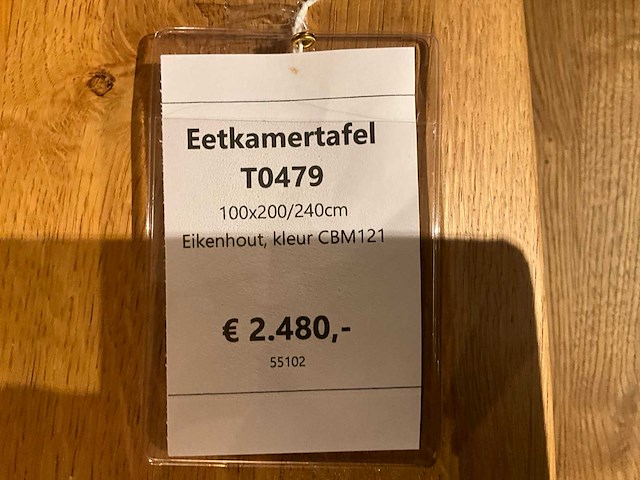 Eetkamertafel
T0479
100x200/240cm
Eikenhout, kleur CBM121
€ 2.480,-
55102